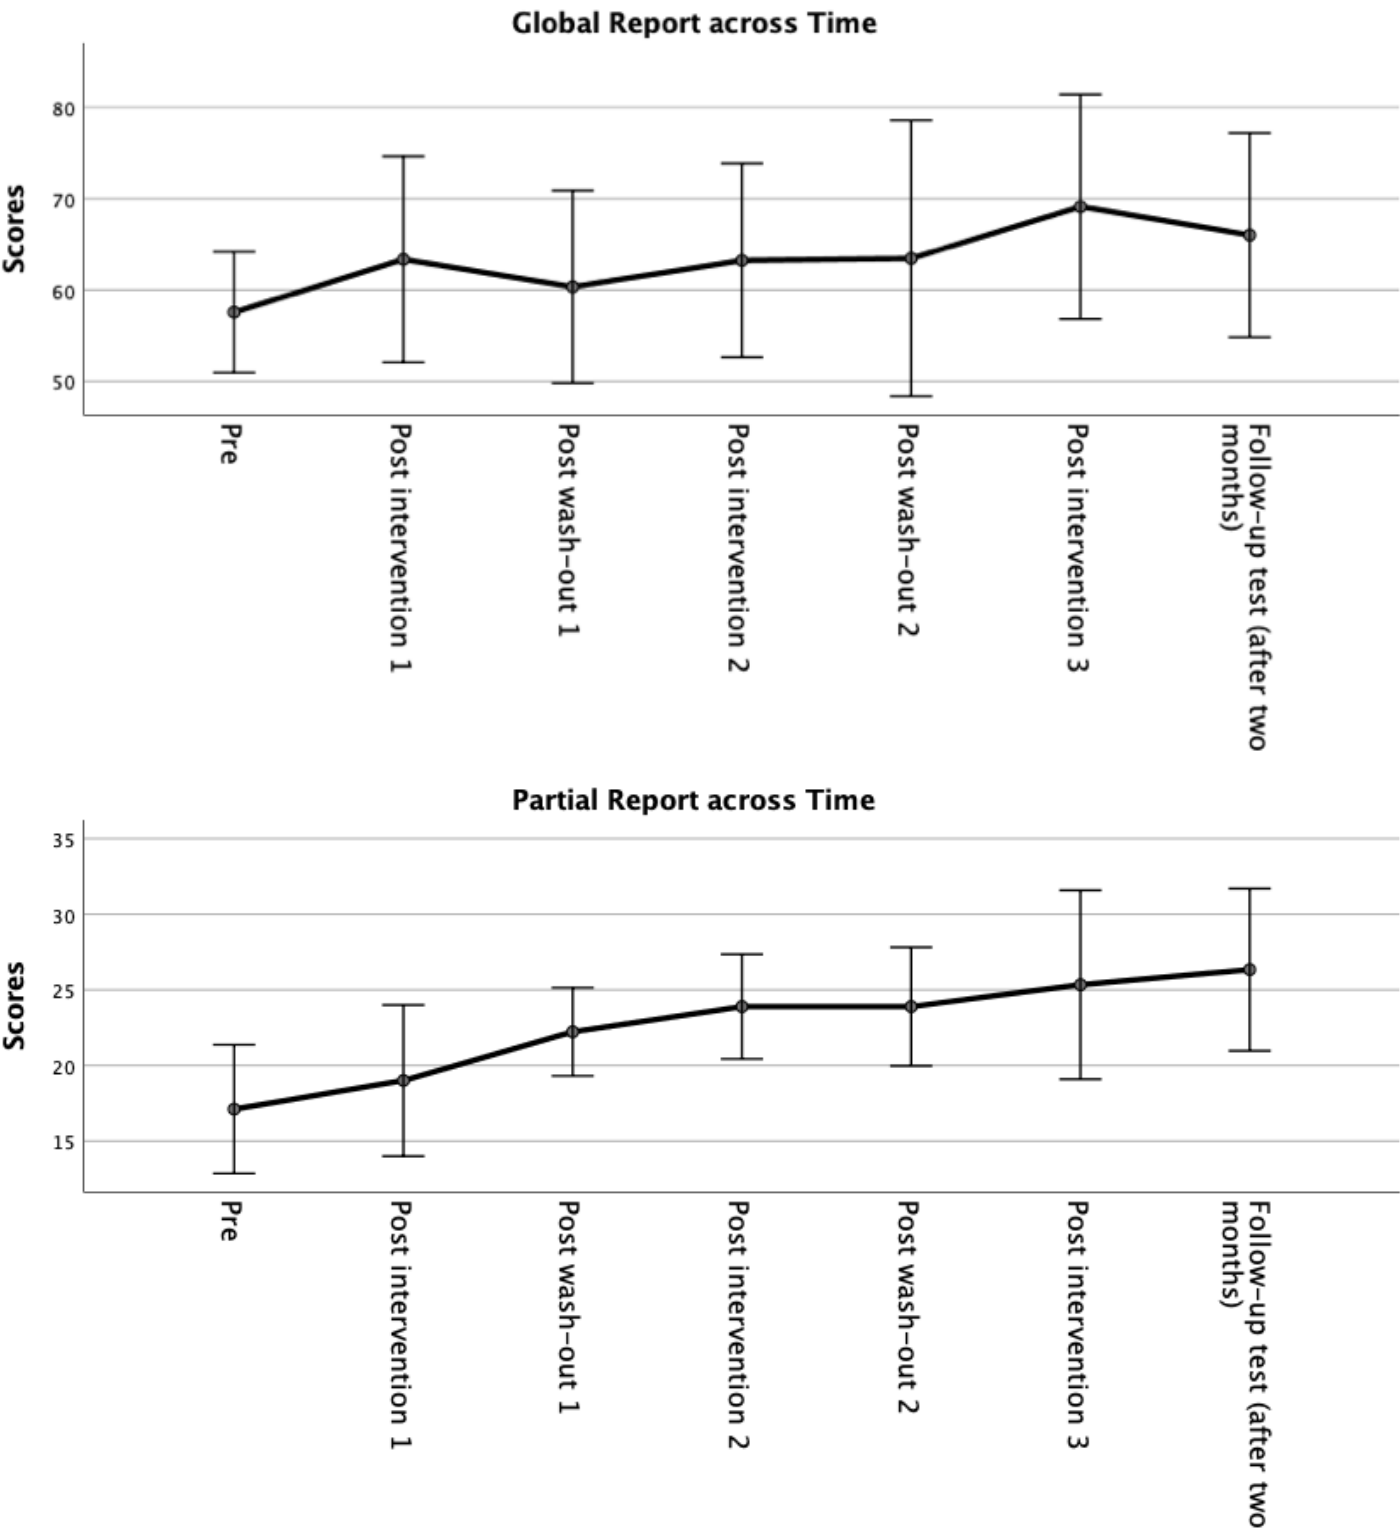 Global Report across Time
Scores
80
70
60
50
Pre
Post intervention 1
Post wash-out 1
Post intervention 2
Post wash-out 2
Post intervention 3
Follow-up test (after two
months)
Partial Report across Time
Scores
35
30
25
20
15
Pre
Post intervention 1
Post wash-out 1
Post intervention 2
Post wash-out 2
Post intervention 3
Follow-up test (after two
months)